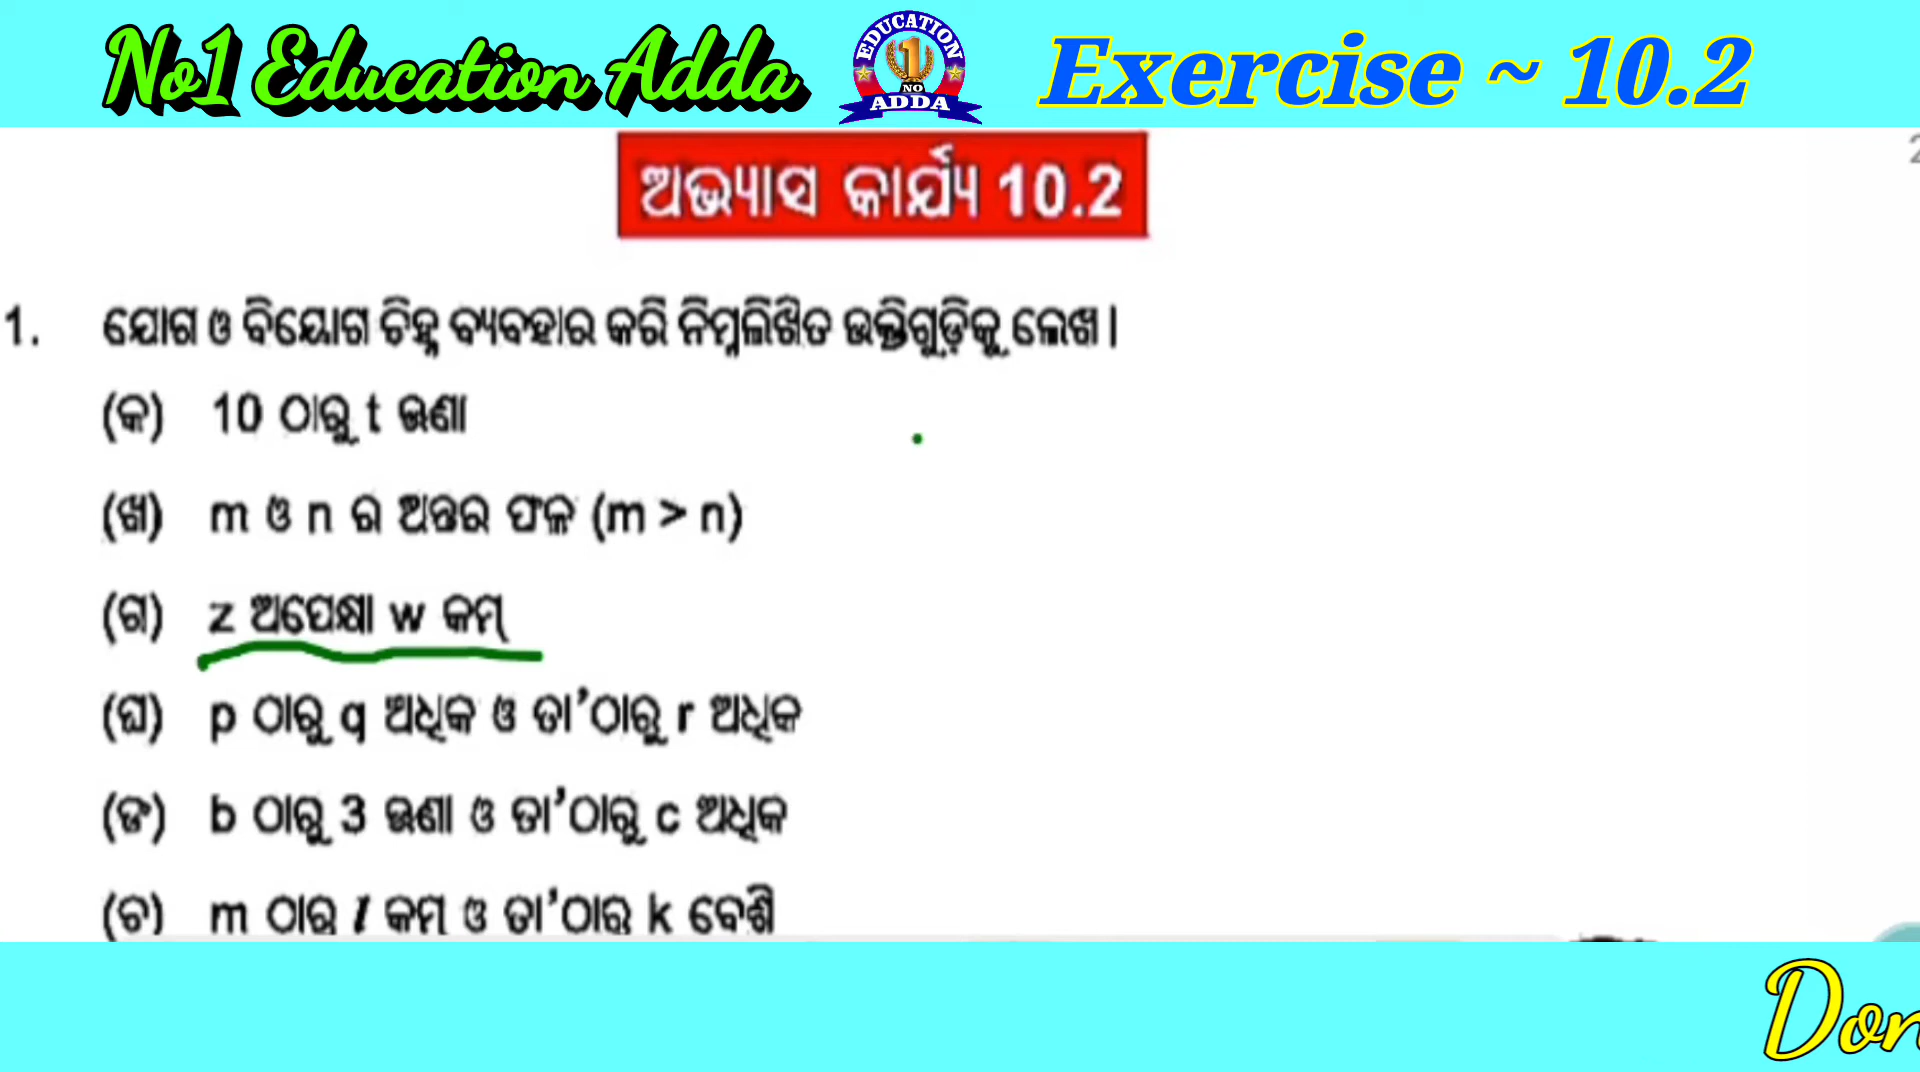 No1 Education Adda
EDUCATION
1
NO
ADDA
Exercise ~ 10.2
ଅଭ୍ୟାସ କାର୍ଯ୍ୟ 10.2
1. ଯୋଗ ଓ ବିୟୋଗ ଚିହ୍ନ ବ୍ୟବହାର କରି ନିମ୍ନଲିଖିତ ଉକ୍ତିଗୁଡ଼ିକୁ ଲେଖ ।
(କ) 10 ଠାରୁ t ଊଣା
(ଖ) m ଓ n ର ଅନ୍ତର ଫଳ (m > n)
(ଗ) z ଅପେକ୍ଷା w କମ୍
(ଘ) p ଠାରୁ q ଅଧିକ ଓ ତା’ଠାରୁ r ଅଧିକ
(ଙ) b ଠାରୁ 3 ଊଣା ଓ ତା’ଠାରୁ c ଅଧିକ
(ଚ) m ଠାରୁ l କମ୍ ଓ ତା’ଠାରୁ k ବେଶି